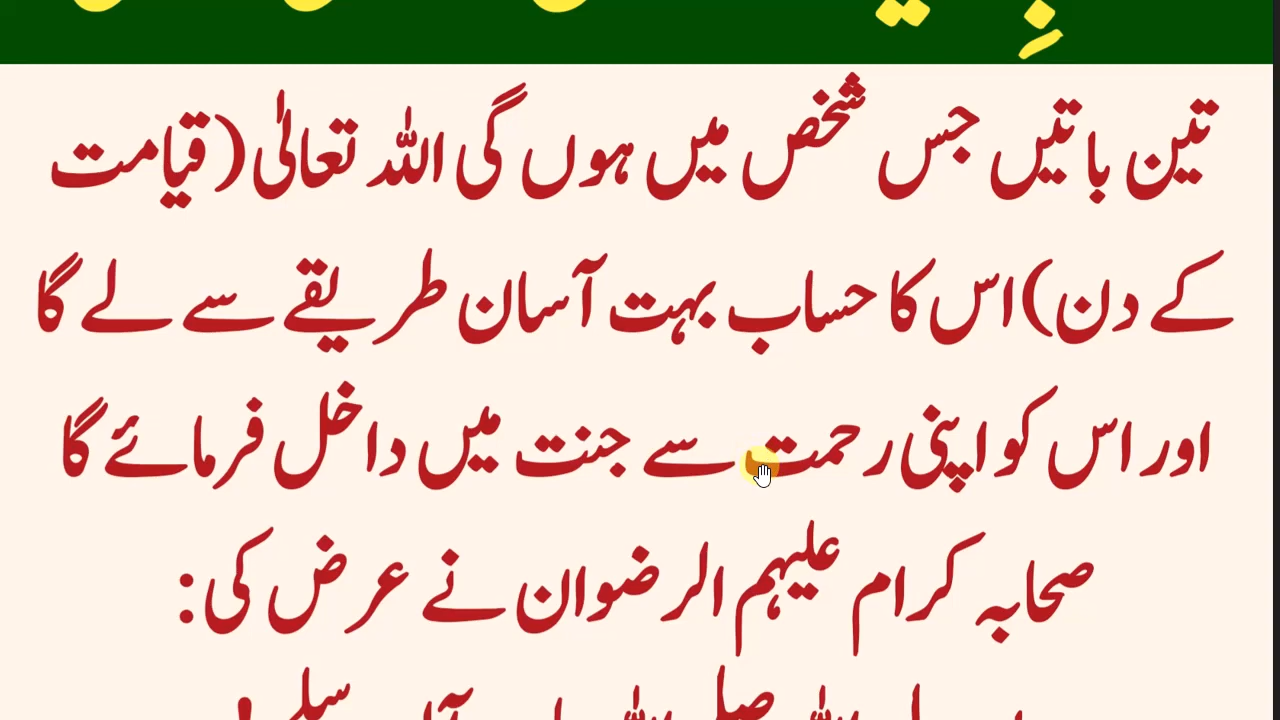 تین باتیں جس شخص میں ہوں گی اللہ تعالٰی(قیامت
کے دن)اس کا حساب بہت آسان طریقے سے لے گا
اور اس کو اپنی رحمت سے جنت میں داخل فرمائے گا
صحابہ کرام علیہم الرضوان نے عرض کی: